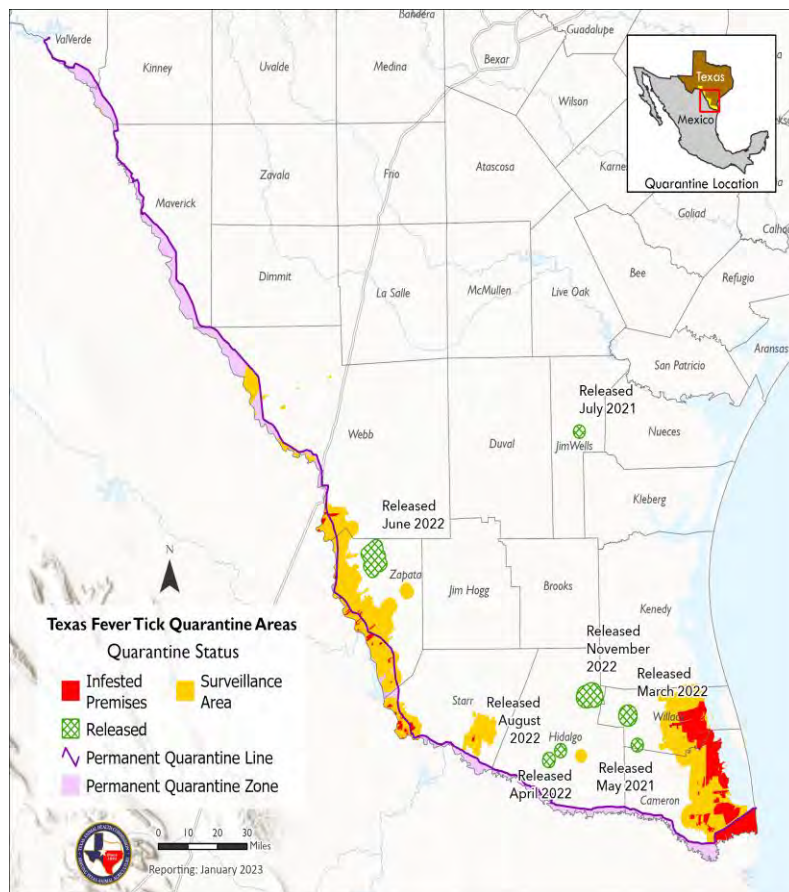 Bandera
Guadalupe
ValVerde
Kinney
Uvalde
Medina
Bexar
Wilson
Texas
Mexico
Quarantine Location
Zavala
Frio
Atascosa
Karnes
Maverick
Goliad
Calho
Dimmit
La Salle
McMullen
Live Oak
Bee
Refugio
San Patricio
Aransas
Released
July 2021
Webb
Duval
JimWells
Nueces
Kleberg
Released
June 2022
N
Zapata
Jim Hogg
Brooks
Kenedy
Texas Fever Tick Quarantine Areas
Quarantine Status
Infested
Premises
Surveillance
Area
Released
Permanent Quarantine Line
Permanent Quarantine Zone
Released
November
2022
Released
March 2022
Starr
Released
August
2022
Willacy
Hidalgo
Released
April 2022
Released
May 2021
Cameron
0 10 20 30
Miles
Reporting: January 2023